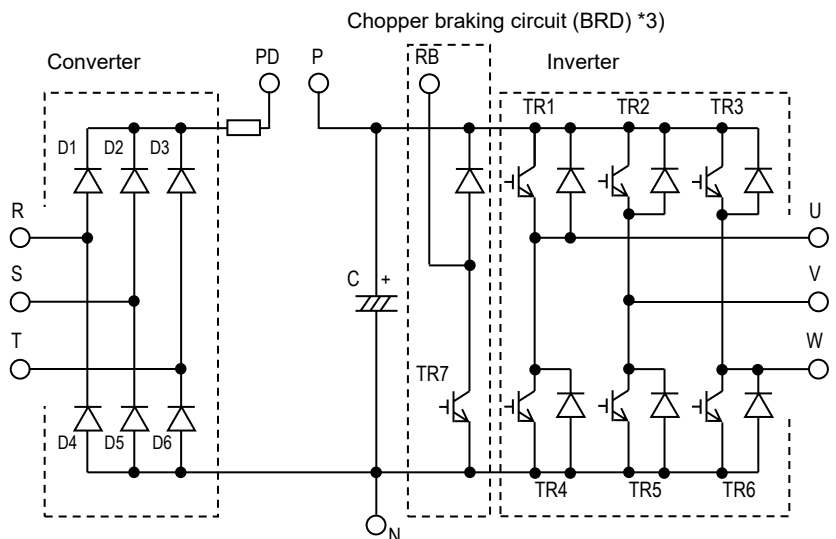 Chopper braking circuit (BRD) *3)
Converter
PD
P
RB
Inverter
TR1
TR2
TR3
D1
D2
D3
R
U
S
C
+
V
T
W
TR7
D4
D5
D6
TR4
TR5
TR6
N